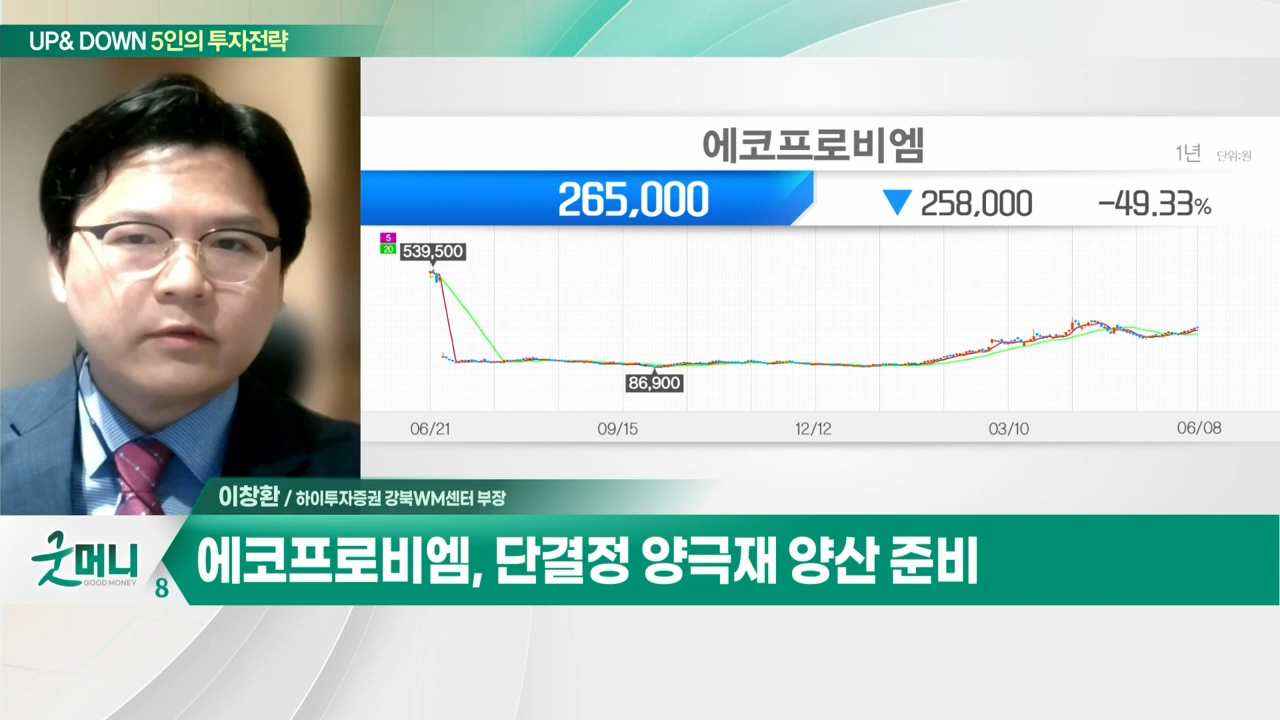 UP& DOWN 5인의 투자전략
에코프로비엠
1년 단위:원
265,000 ▼ 258,000 -49.33%
5
20
539,500
86,900
06/21 09/15 12/12 03/10 06/08
이창환 / 하이투자증권 강북WM센터 부장
굿머니
GOOD MONEY
8
에코프로비엠, 단결정 양극재 양산 준비